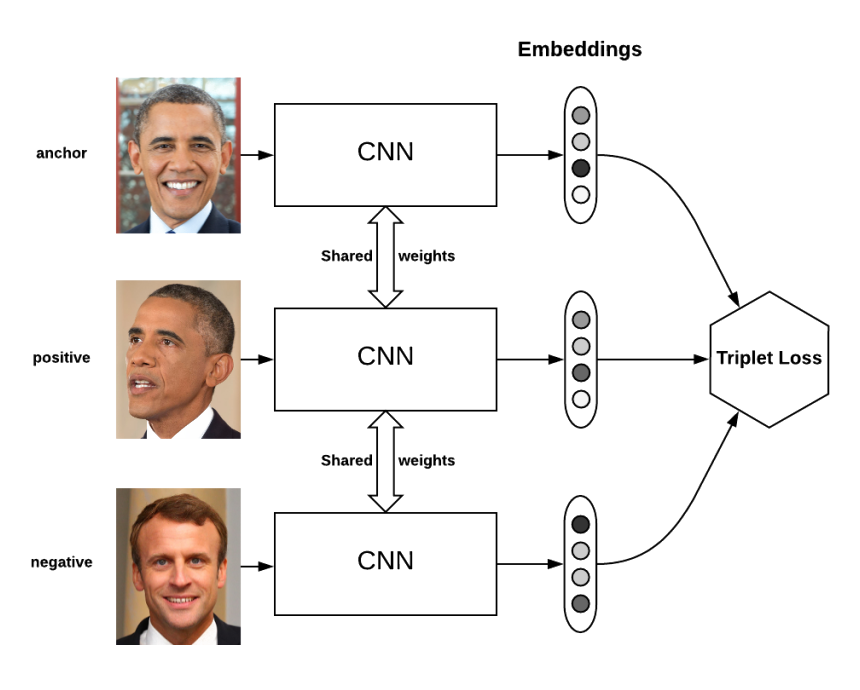 Embeddings
anchor
CNN
Shared weights
positive
CNN
Triplet Loss
Shared weights
negative
CNN